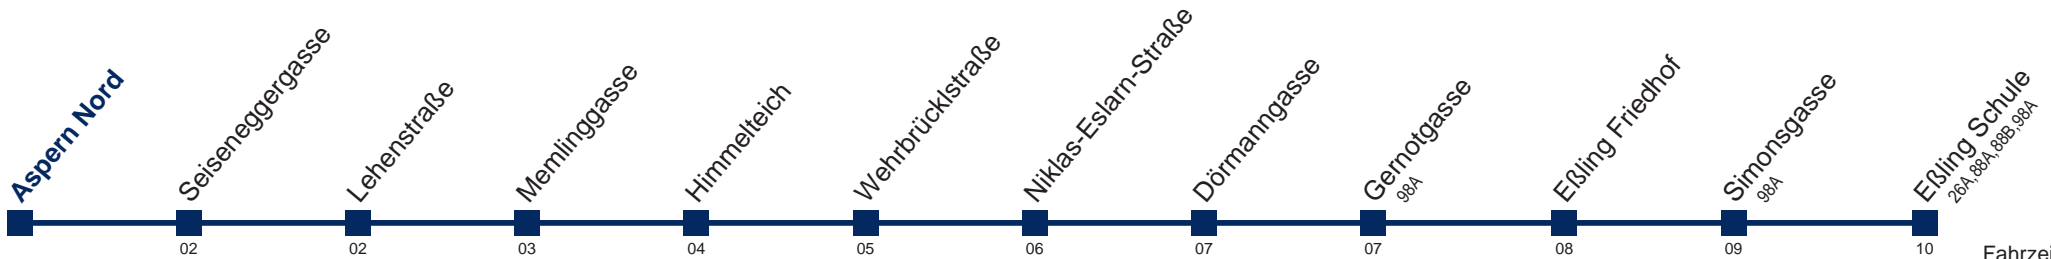 Aspern Nord
Seiseneggergasse
Lehenstraße
Memlinggasse
Himmelteich
Wehrbrücklstraße
Niklas-Eslarn-Straße
Dörmanngasse
Gernotgasse
98A
Eßling Friedhof
Simonsgasse
98A
Eßling Schule
26A,88A,88B,98A
02
02
03
04
05
06
07
07
08
09
10
Fahrzei